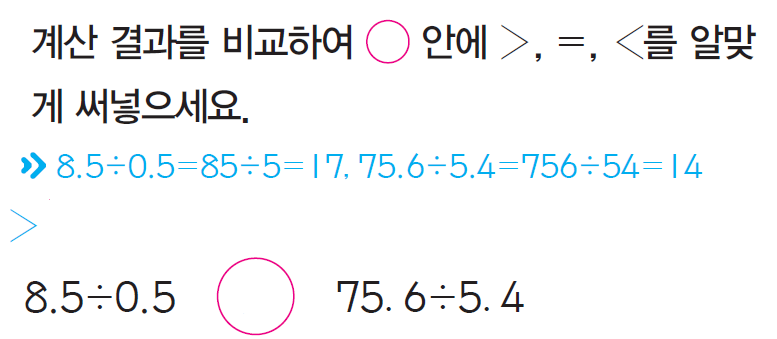 계산 결과를 비교하여 ◯ 안에 >, =, <를 알맞
게 써넣으세요.
» 8.5÷0.5=85÷5=17, 75.6÷5.4=756÷54=14
>
8.5÷0.5 ◯ 75.6÷5.4